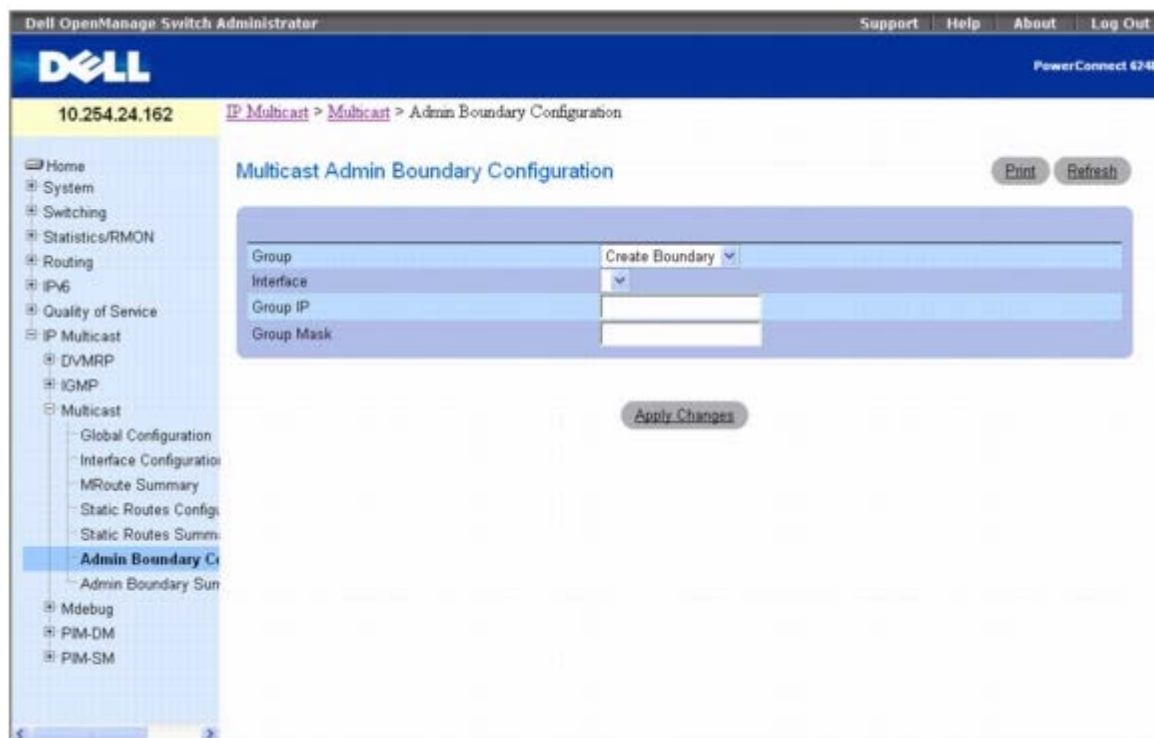 Dell OpenManage Switch Administrator
Support Help About Log Out
DELL
PowerConnect 624
10.254.24.162
IP Multicast > Multicast > Admin Boundary Configuration
Home
System
Switching
Statistics/RMON
Routing
IPv6
Quality of Service
IP Multicast
DVMRP
IGMP
Multicast
Global Configuration
Interface Configuratio
MRoute Summary
Static Routes Config
Static Routes Summ
Admin Boundary C
Admin Boundary Sun
Mdebug
PIM-DM
PIM-SM
Multicast Admin Boundary Configuration
Print Refresh
Group Create Boundary
Interface
Group IP
Group Mask
Apply Changes